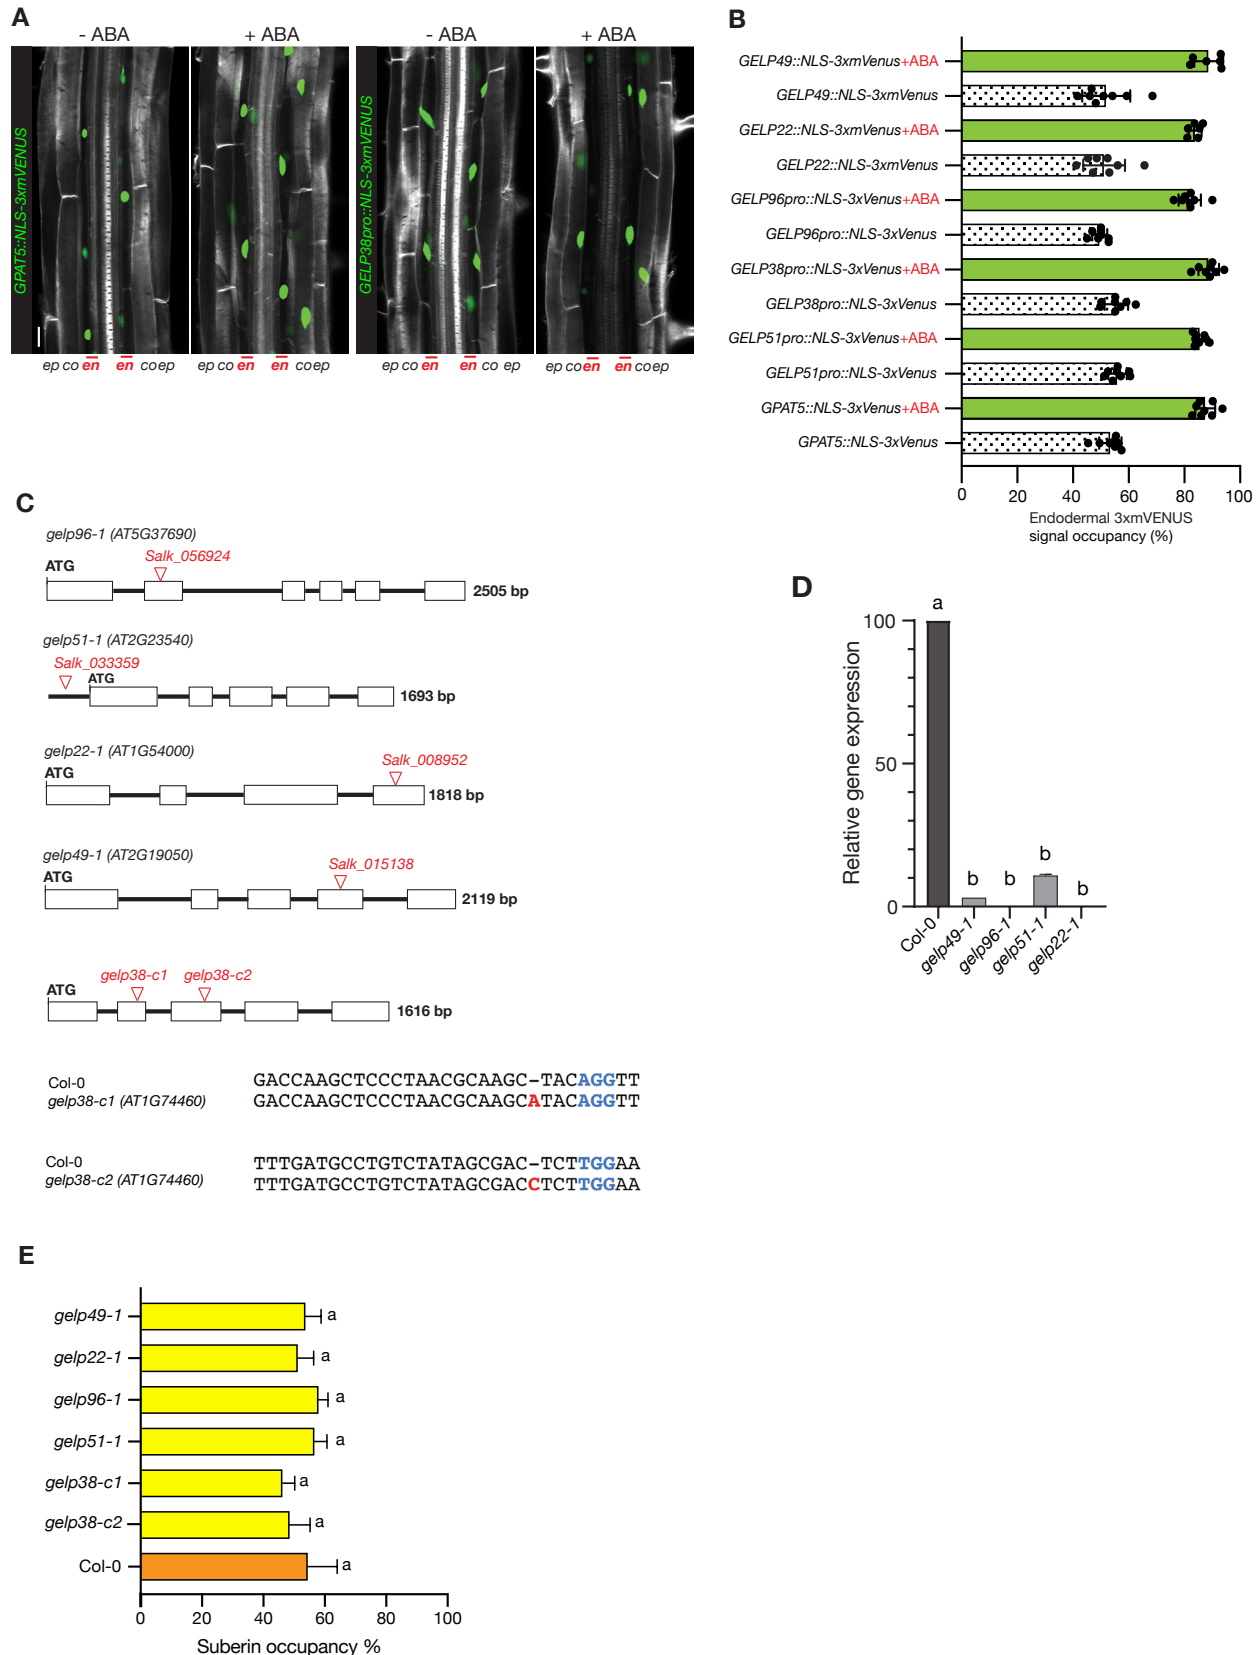 A
- ABA
+ ABA
- ABA
+ ABA
GPAT5::NLS-3xmVENUS
GELP38pro::NLS-3xmVENUS
ep co en en co ep
ep co en en co ep
ep co en en co ep
ep co en en co ep
B
GELP49::NLS-3xmVenus+ABA
GELP49::NLS-3xmVenus
GELP22::NLS-3xmVenus+ABA
GELP22::NLS-3xmVenus
GELP96pro::NLS-3xVenus+ABA
GELP96pro::NLS-3xVenus
GELP38pro::NLS-3xVenus+ABA
GELP38pro::NLS-3xVenus
GELP51pro::NLS-3xVenus+ABA
GELP51pro::NLS-3xVenus
GPAT5::NLS-3xVenus+ABA
GPAT5::NLS-3xVenus
0 20 40 60 80 100
Endodermal 3xmVENUS
signal occupancy (%)
C
gelp96-1 (AT5G37690)
Salk_056924
ATG
2505 bp
gelp51-1 (AT2G23540)
Salk_033359
ATG
1693 bp
gelp22-1 (AT1G54000)
Salk_008952
ATG
1818 bp
gelp49-1 (AT2G19050)
Salk_015138
ATG
2119 bp
gelp38-c1 gelp38-c2
ATG
1616 bp
Col-0 GACCAAGCTCCCTAACGCAAGC-TACAGGTT
gelp38-c1 (AT1G74460) GACCAAGCTCCCTAACGCAAGCATACAGGTT
Col-0 TTTGATGCCTGTCTATAGCGAC-TCTTGGAA
gelp38-c2 (AT1G74460) TTTGATGCCTGTCTATAGCGACCTCTTGGAA
D
Relative gene expression
100
50
0
a
b
b
b
b
Col-0
gelp49-1
gelp96-1
gelp51-1
gelp22-1
E
gelp49-1 a
gelp22-1 a
gelp96-1 a
gelp51-1 a
gelp38-c1 a
gelp38-c2 a
Col-0 a
0 20 40 60 80 100
Suberin occupancy %